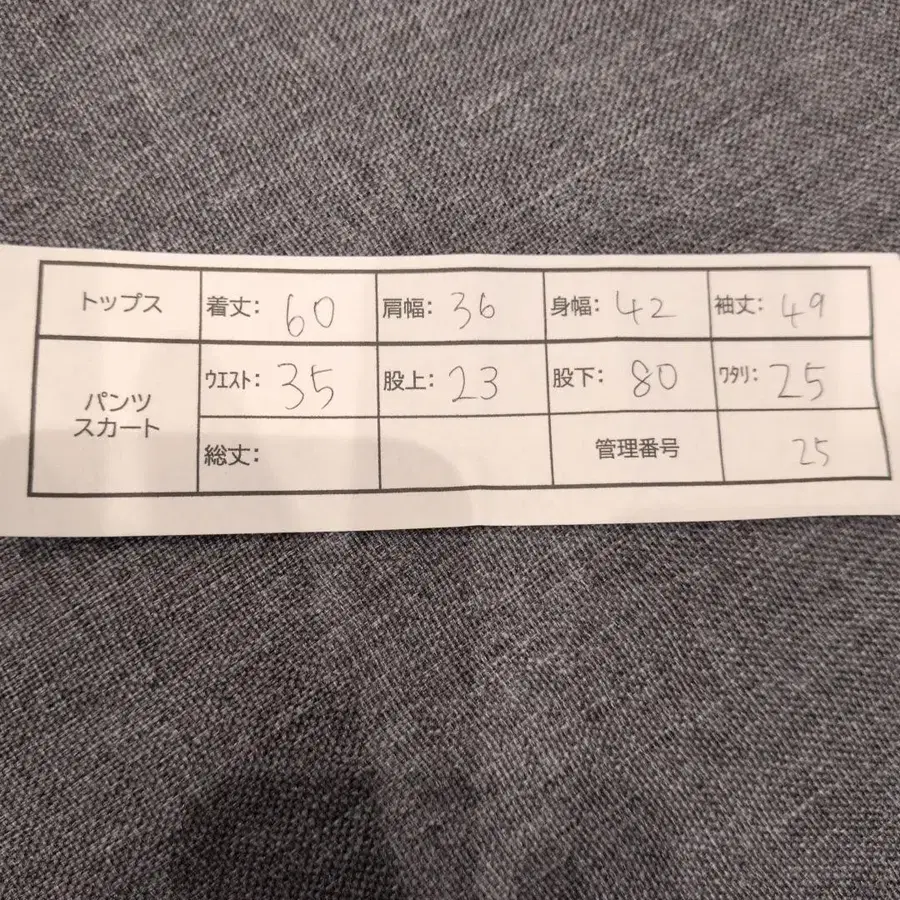 トップス 着丈: 60 肩幅: 36 身幅: 42 袖丈: 49
パンツ
スカート
ウエスト: 35 股上: 23 股下: 80 ワタリ: 25
総丈: 管理番号 25